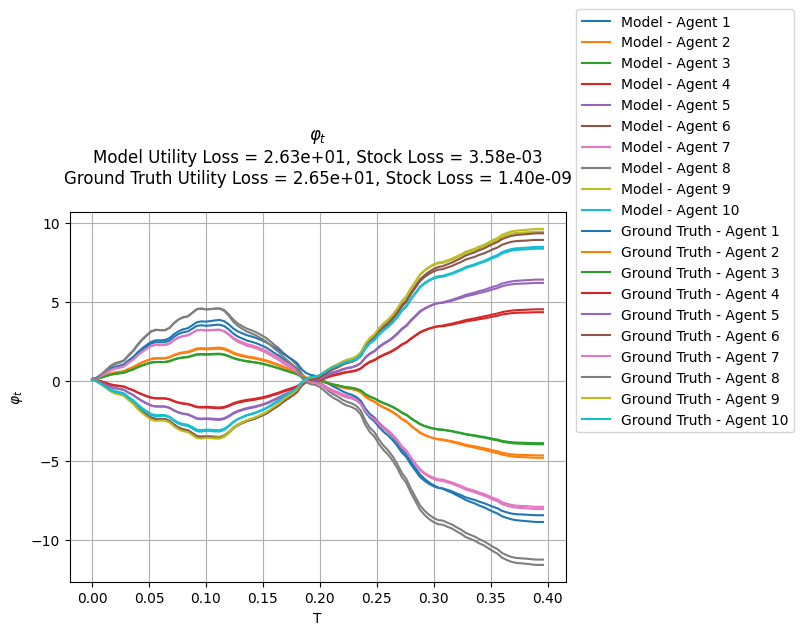 φt
Model Utility Loss = 2.63e+01, Stock Loss = 3.58e-03
Ground Truth Utility Loss = 2.65e+01, Stock Loss = 1.40e-09
10
5
0
−5
−10
φt
0.00 0.05 0.10 0.15 0.20 0.25 0.30 0.35 0.40
T
Model - Agent 1
Model - Agent 2
Model - Agent 3
Model - Agent 4
Model - Agent 5
Model - Agent 6
Model - Agent 7
Model - Agent 8
Model - Agent 9
Model - Agent 10
Ground Truth - Agent 1
Ground Truth - Agent 2
Ground Truth - Agent 3
Ground Truth - Agent 4
Ground Truth - Agent 5
Ground Truth - Agent 6
Ground Truth - Agent 7
Ground Truth - Agent 8
Ground Truth - Agent 9
Ground Truth - Agent 10